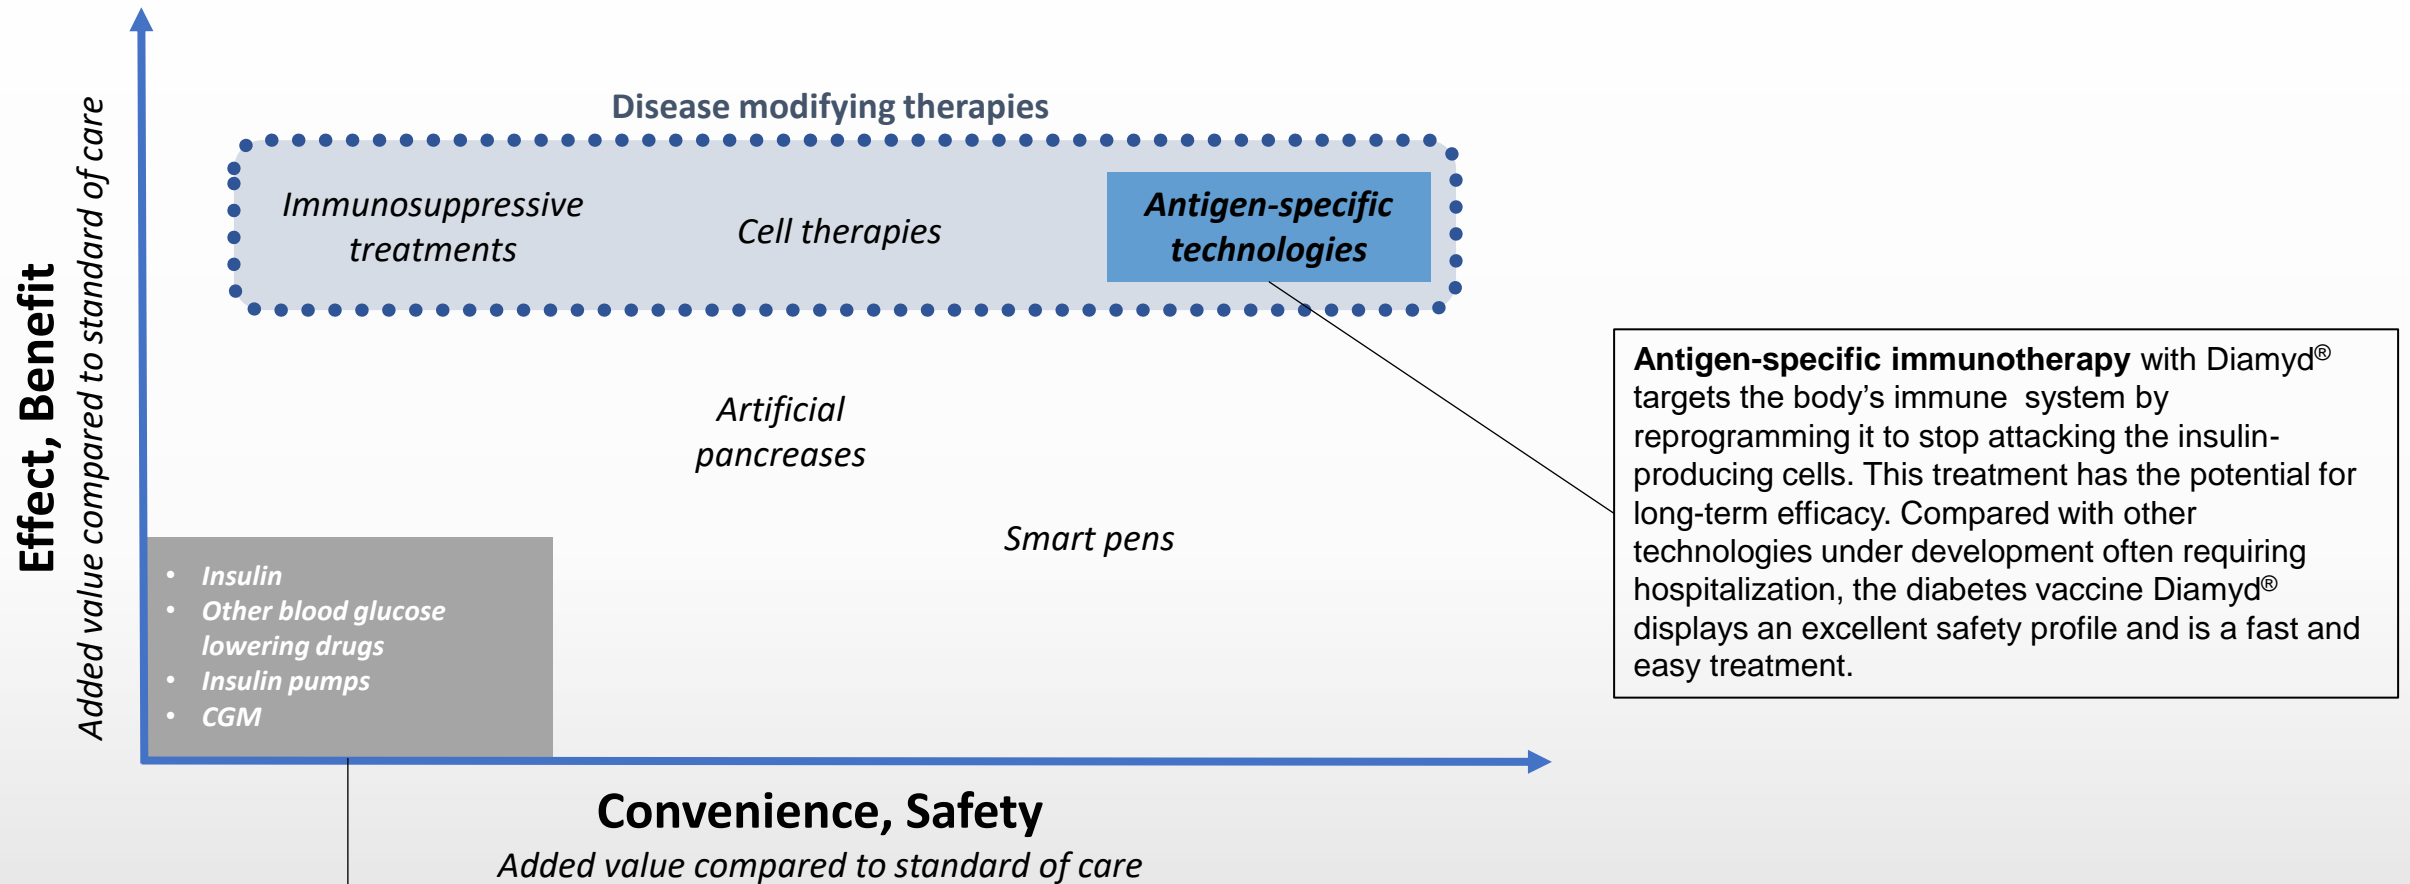 Effect, Benefit
Added value compared to standard of care
Disease modifying therapies
Immunosuppressive
treatments
Cell therapies
Antigen-specific
technologies
Artificial
pancreases
Smart pens
• Insulin
• Other blood glucose
lowering drugs
• Insulin pumps
• CGM
Antigen-specific immunotherapy with Diamyd®
targets the body’s immune system by
reprogramming it to stop attacking the insulin-
producing cells. This treatment has the potential for
long-term efficacy. Compared with other
technologies under development often requiring
hospitalization, the diabetes vaccine Diamyd®
displays an excellent safety profile and is a fast and
easy treatment.
Convenience, Safety
Added value compared to standard of care